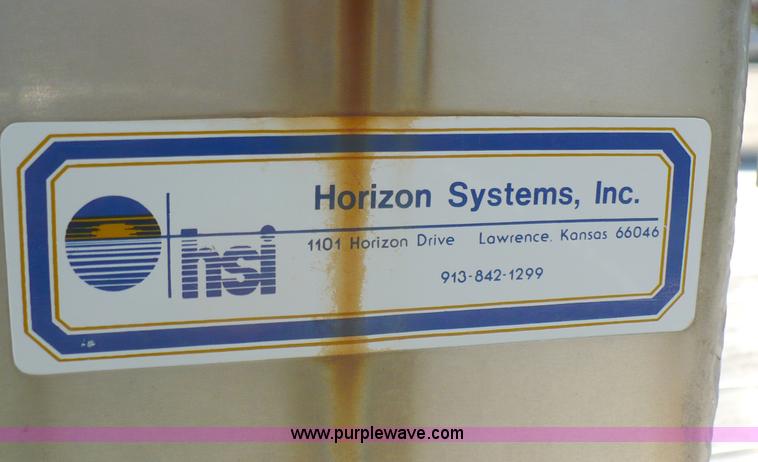 Horizon Systems, Inc.
hsi
1101 Horizon Drive Lawrence, Kansas 66046
913-842-1299
www.purplewave.com